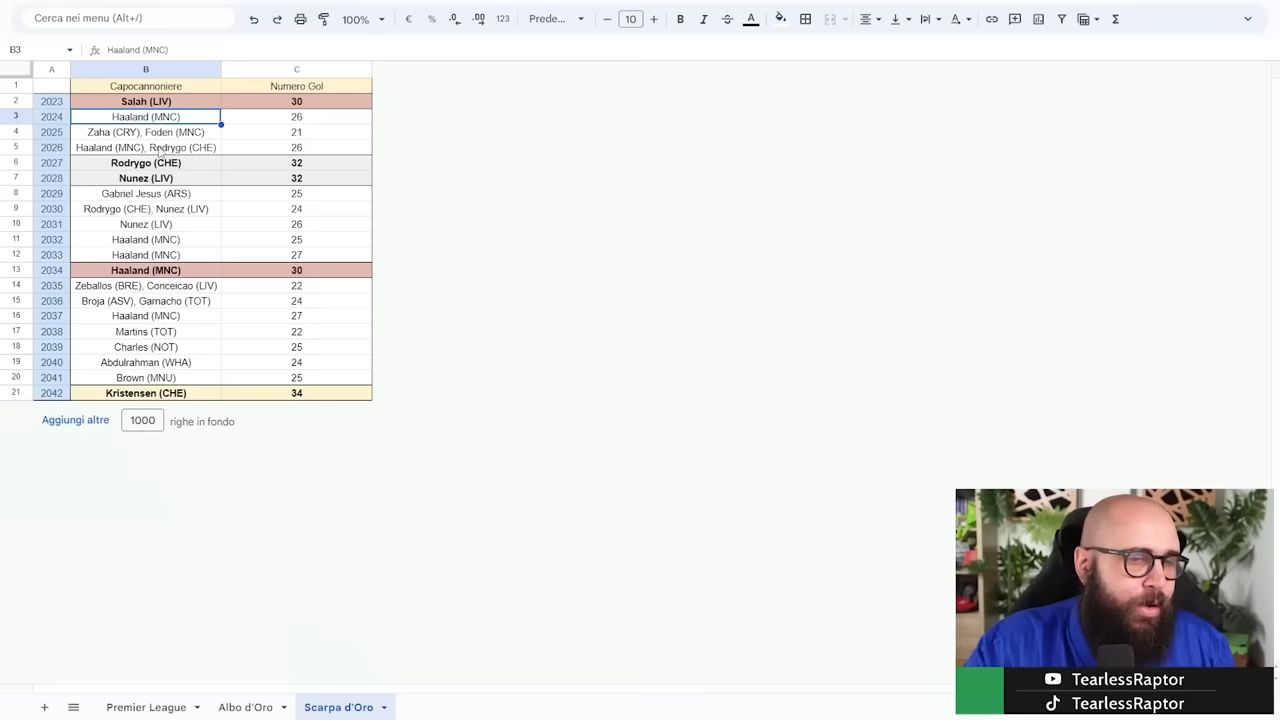 Cerca nei menu (Alt+/)
100%
€
%
.0
.00
123
Prede...
10
B
I
S
A
Σ
B3
fx
Haaland (MNC)
A
B
C
1
Capocannoniere
Numero Gol
2
2023
Salah (LIV)
30
3
2024
Haaland (MNC)
26
4
2025
Zaha (CRY), Foden (MNC)
21
5
2026
Haaland (MNC), Rodrygo (CHE)
26
6
2027
Rodrygo (CHE)
32
7
2028
Nunez (LIV)
32
8
2029
Gabriel Jesus (ARS)
25
9
2030
Rodrygo (CHE), Nunez (LIV)
24
10
2031
Nunez (LIV)
26
11
2032
Haaland (MNC)
25
12
2033
Haaland (MNC)
27
13
2034
Haaland (MNC)
30
14
2035
Zeballos (BRE), Conceicao (LIV)
22
15
2036
Broja (ASV), Garnacho (TOT)
24
16
2037
Haaland (MNC)
27
17
2038
Martins (TOT)
22
18
2039
Charles (NOT)
25
19
2040
Abdulrahman (WHA)
24
20
2041
Brown (MNU)
25
21
2042
Kristensen (CHE)
34
Aggiungi altre
1000
righe in fondo
TearlessRaptor
TearlessRaptor
Premier League
Albo d'Oro
Scarpa d'Oro